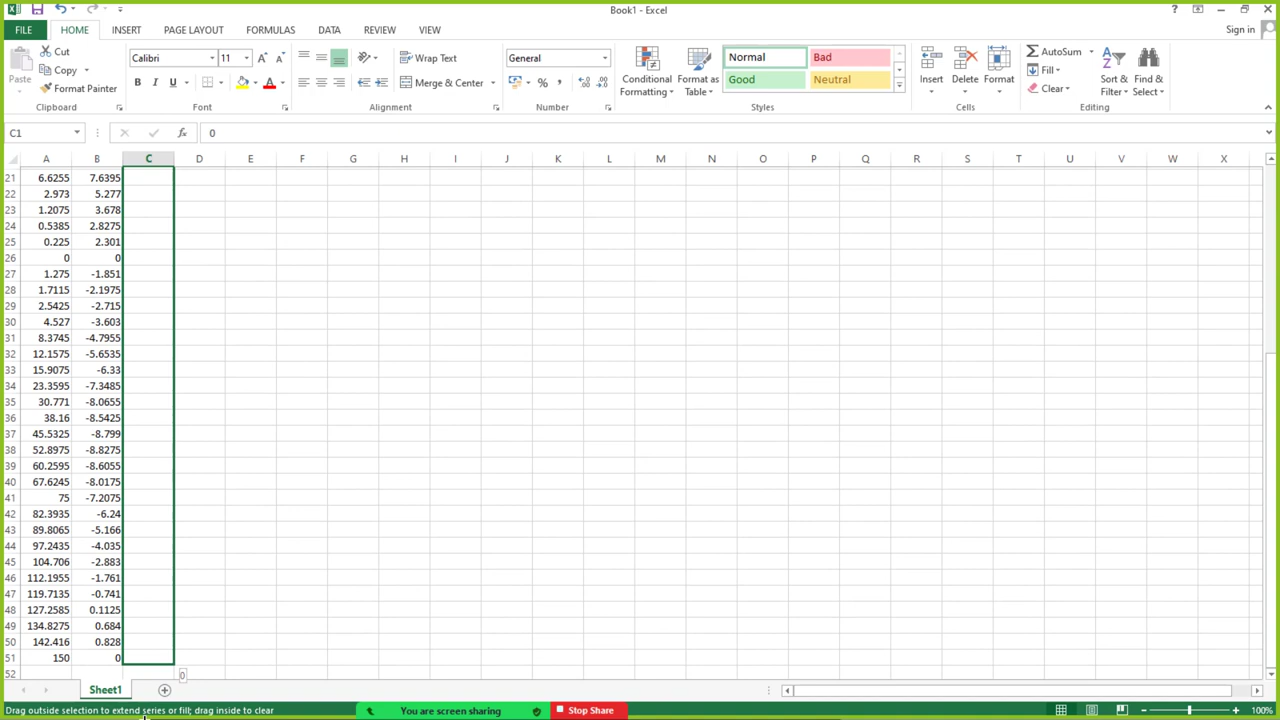 Book1 - Excel
?
Sign in
FILE HOME INSERT PAGE LAYOUT FORMULAS DATA REVIEW VIEW
Paste
Cut
Copy
Format Painter
Clipboard
Calibri 11
B I U
Font
Wrap Text
Merge & Center
Alignment
General
%
Number
Conditional
Formatting
Format as
Table
Normal Bad
Good Neutral
Styles
Insert Delete Format
Cells
AutoSum
Fill
Clear
Sort &
Filter
Find &
Select
Editing
C1 fx 0
A B C D E F G H I J K L M N O P Q R S T U V W X
21 6.6255 7.6395
22 2.973 5.277
23 1.2075 3.678
24 0.5385 2.8275
25 0.225 2.301
26 0 0
27 1.275 -1.851
28 1.7115 -2.1975
29 2.5425 -2.715
30 4.527 -3.603
31 8.3745 -4.7955
32 12.1575 -5.6535
33 15.9075 -6.33
34 23.3595 -7.3485
35 30.771 -8.0655
36 38.16 -8.5425
37 45.5325 -8.799
38 52.8975 -8.8275
39 60.2595 -8.6055
40 67.6245 -8.0175
41 75 -7.2075
42 82.3935 -6.24
43 89.8065 -5.166
44 97.2435 -4.035
45 104.706 -2.883
46 112.1955 -1.761
47 119.7135 -0.741
48 127.2585 0.1125
49 134.8275 0.684
50 142.416 0.828
51 150 0
52 0
Sheet1
Drag outside selection to extend series or fill; drag inside to clear
You are screen sharing
Stop Share
100%